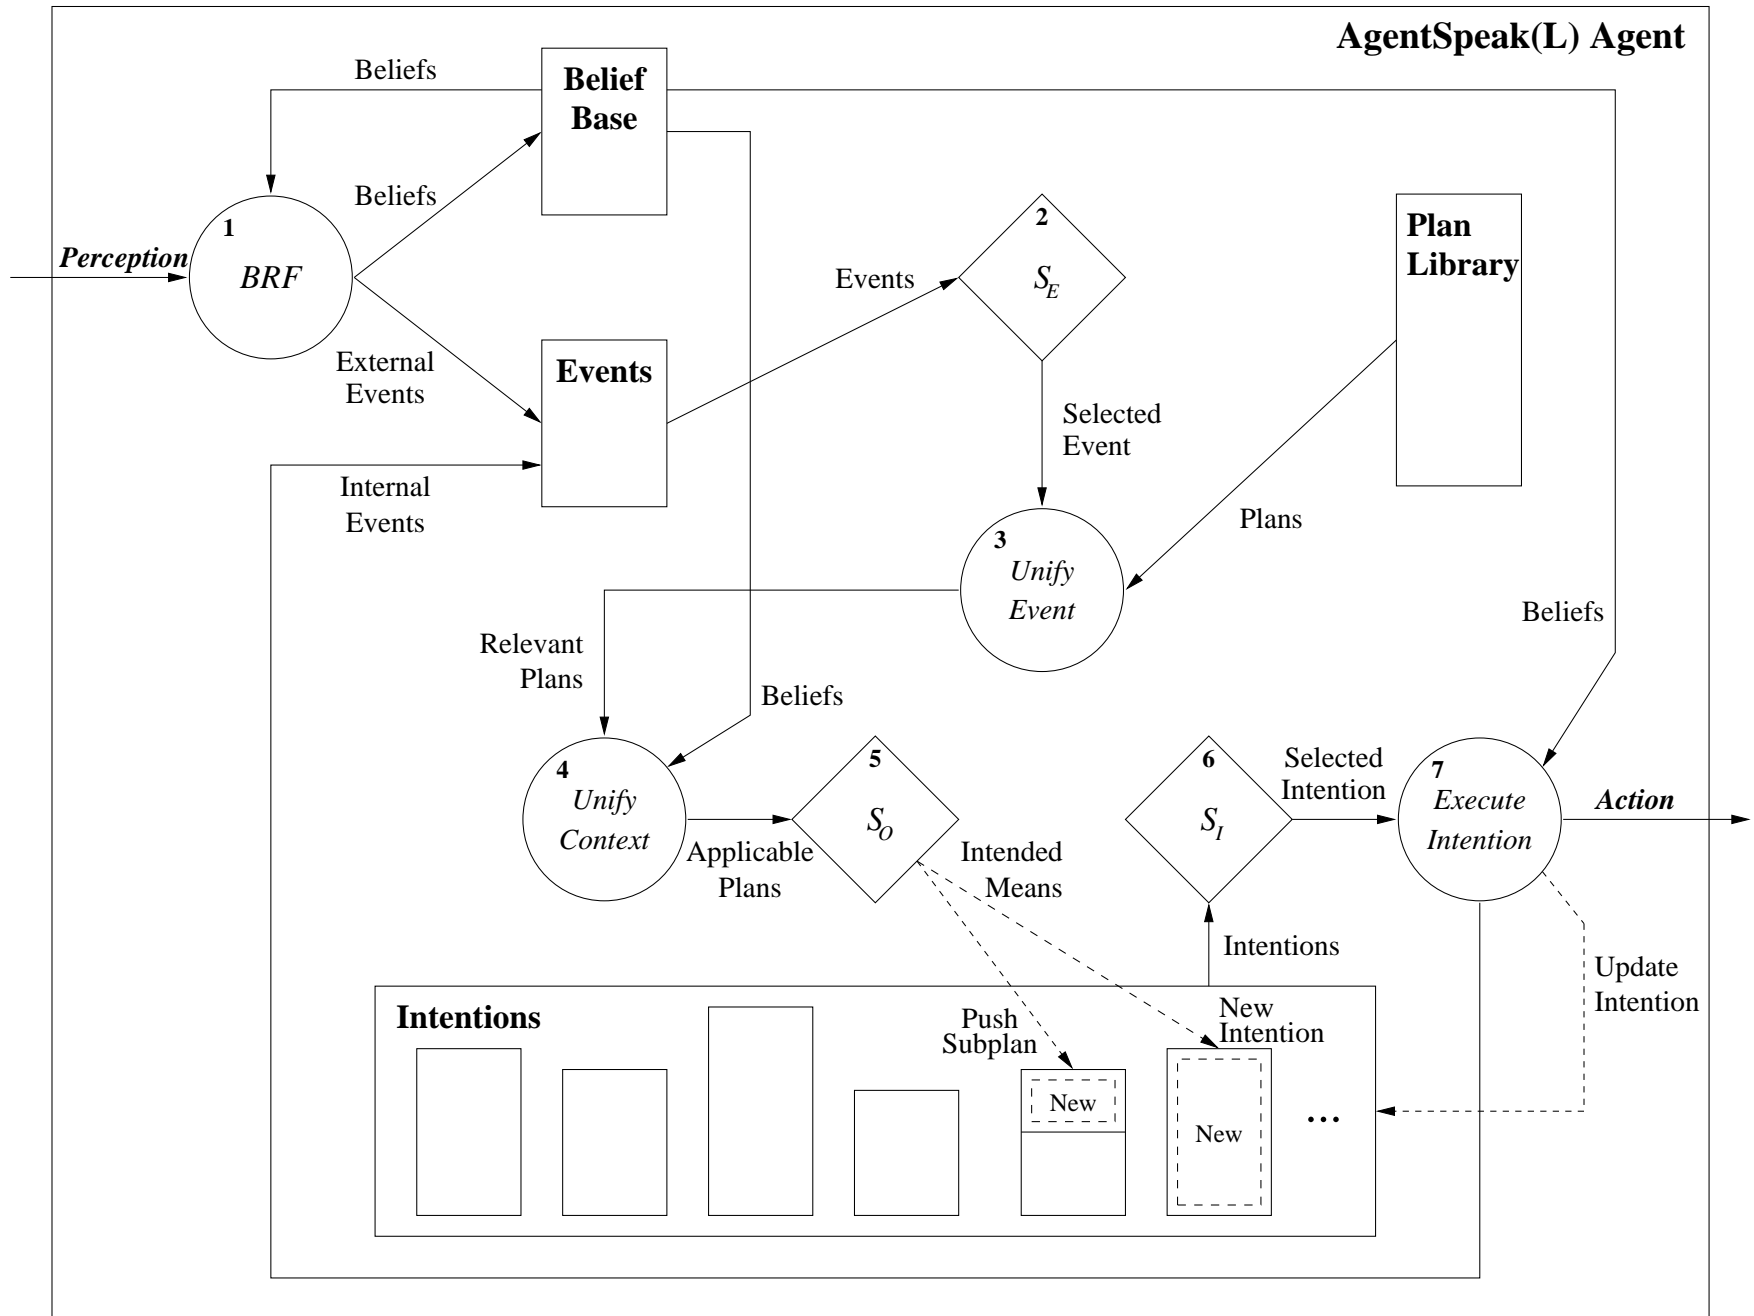 AgentSpeak(L) Agent
Beliefs
Belief
Base
Beliefs
1
BRF
Perception
2
S_E
Plan
Library
Events
External
Events
Events
Selected
Event
Internal
Events
Plans
3
Unify
Event
Beliefs
Relevant
Plans
Beliefs
4
Unify
Context
5
S_O
6
S_I
Selected
Intention
7
Execute
Intention
Action
Applicable
Plans
Intended
Means
Intentions
Update
Intention
Intentions
Push
Subplan
New
Intention
New
New
...